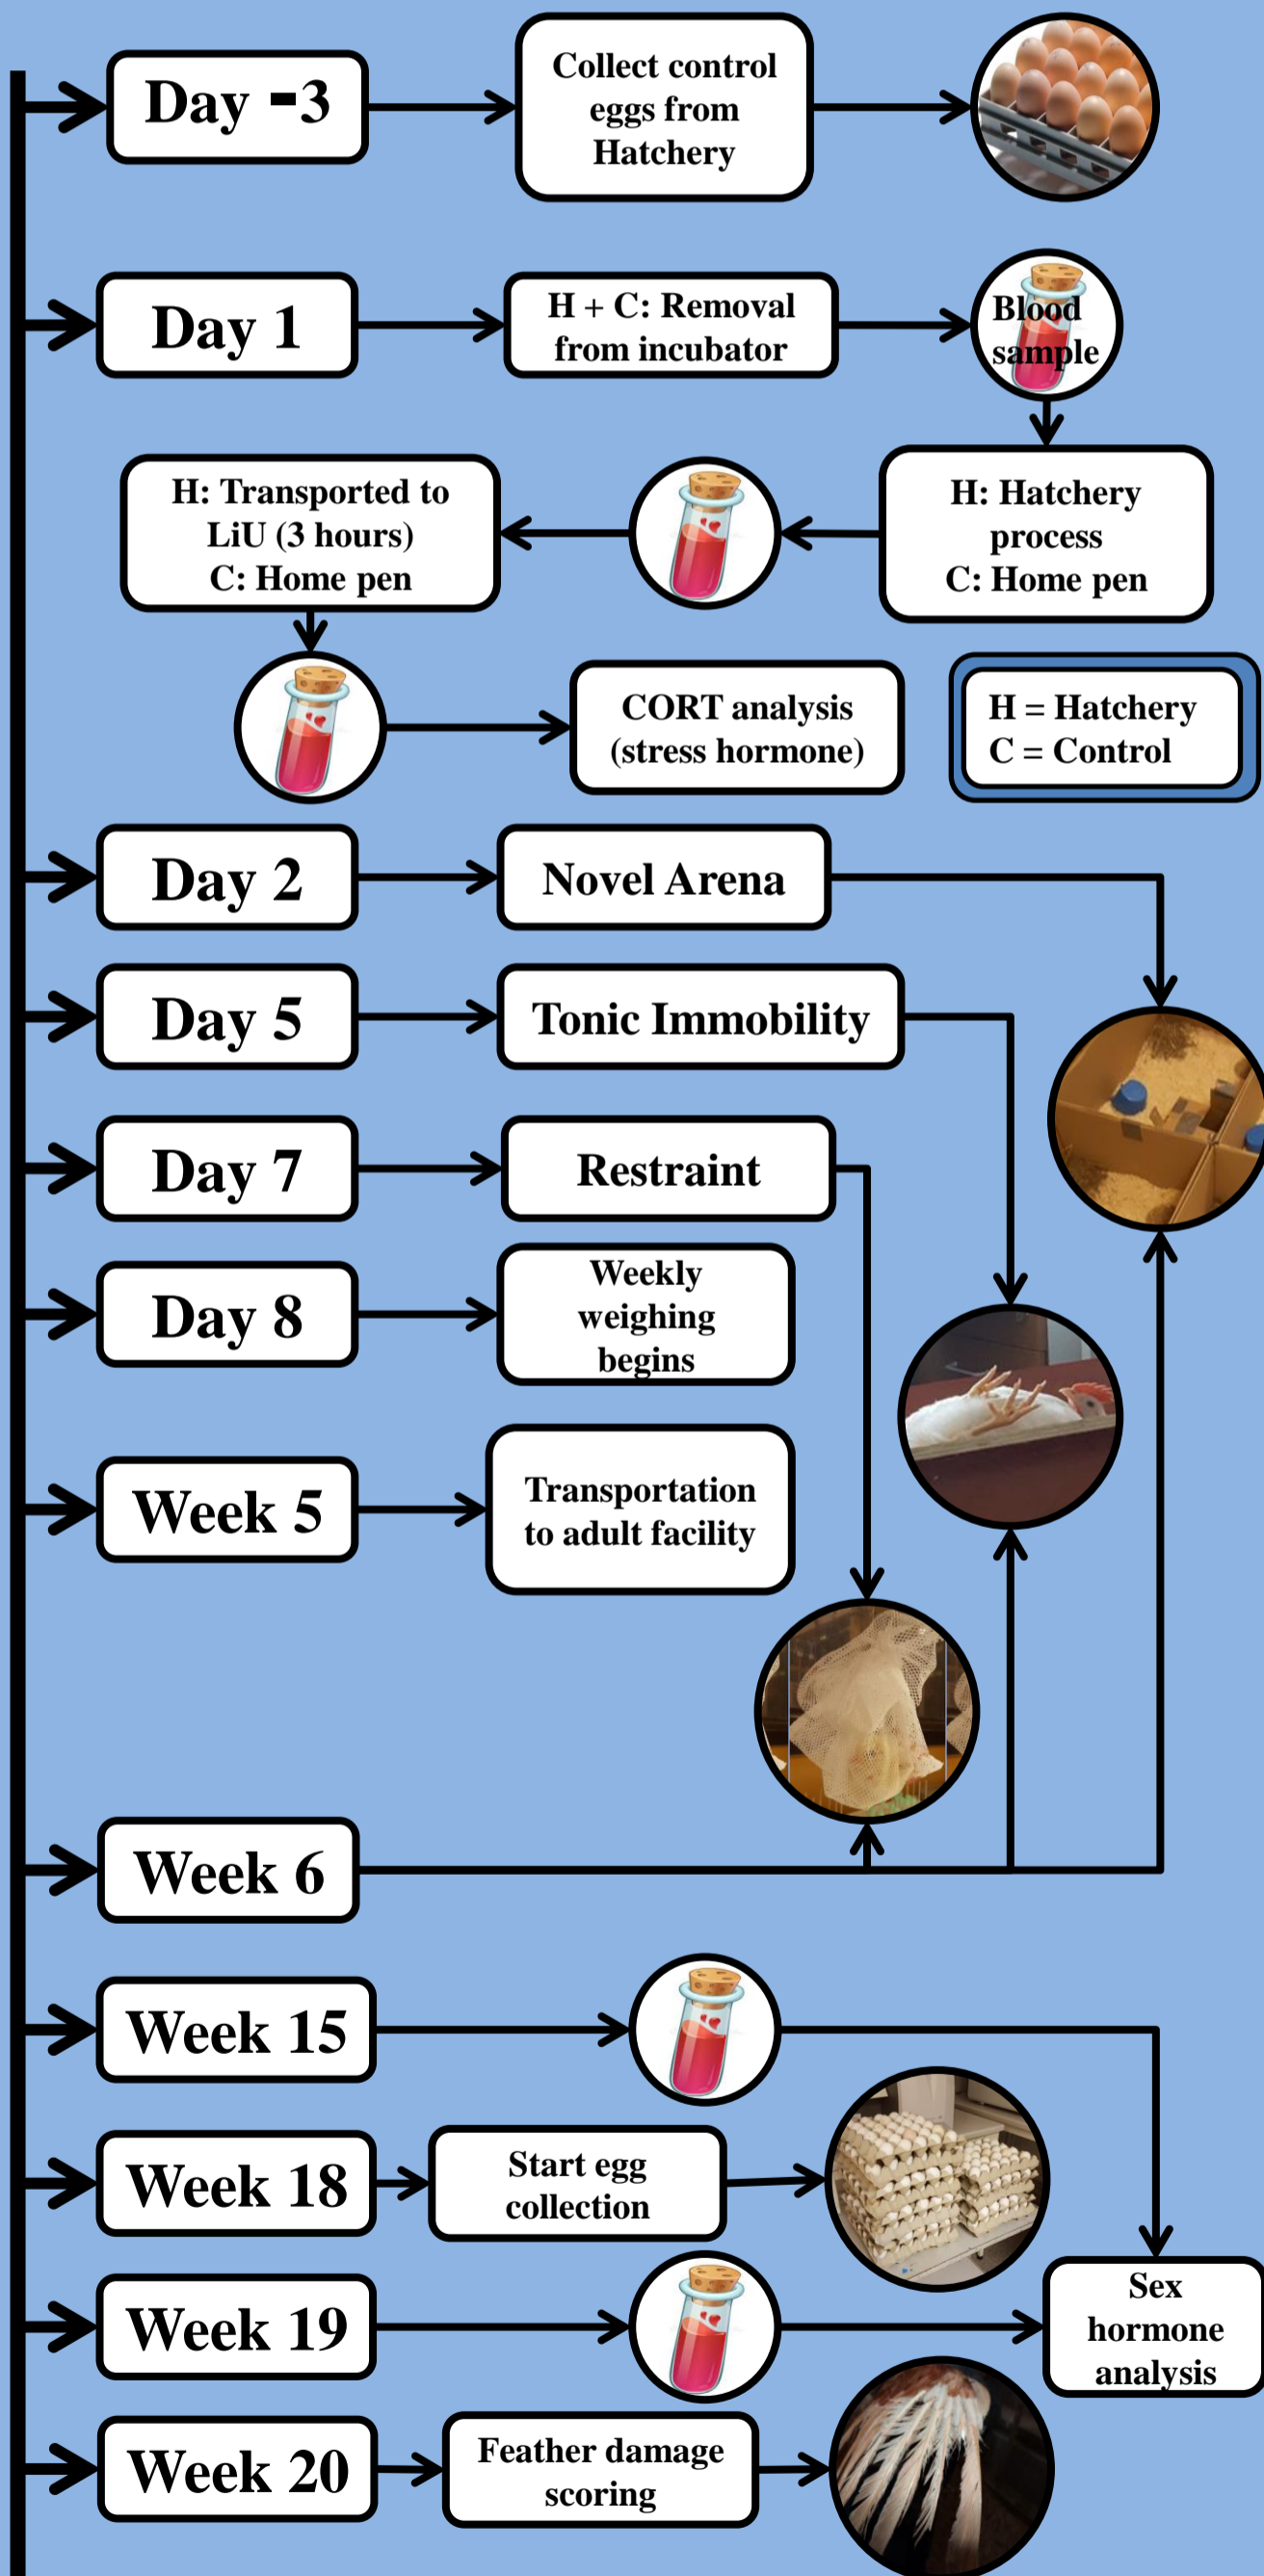 Day -3
Collect control
eggs from
Hatchery
Day 1
H + C: Removal
from incubator
Blood
sample
H: Hatchery
process
C: Home pen
H: Transported to
LiU (3 hours)
C: Home pen
CORT analysis
(stress hormone)
H = Hatchery
C = Control
Day 2
Novel Arena
Day 5
Tonic Immobility
Day 7
Restraint
Day 8
Weekly
weighing
begins
Week 5
Transportation
to adult facility
Week 6
Week 15
Week 18
Start egg
collection
Week 19
Sex
hormone
analysis
Week 20
Feather damage
scoring